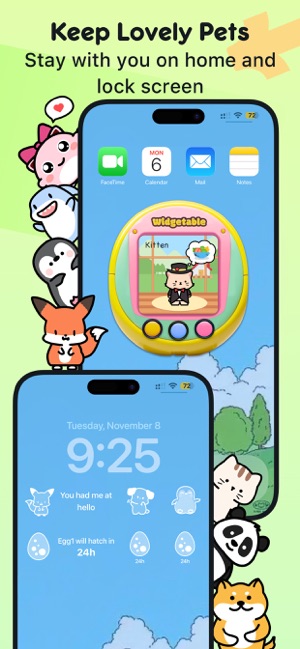 Keep Lovely Pets
Stay with you on home and
lock screen
72
MON
6
FaceTime
Calendar
Mail
Notes
Widgetable
Kitten
72
Tuesday, November 8
9:25
You had me at
hello
Egg1 will hatch in
24h
24h
24h